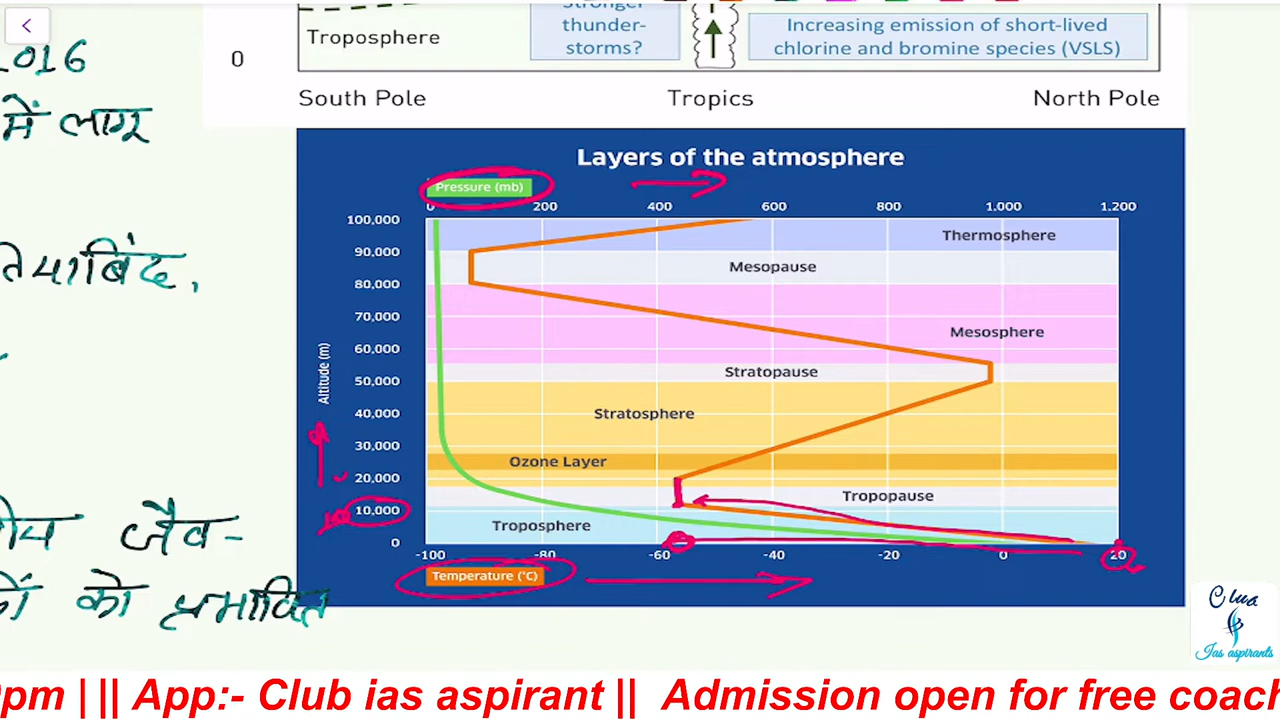 Stronger
Troposphere
thunder-
storms?
Increasing emission of short-lived
chlorine and bromine species (VSLS)
0
South Pole Tropics North Pole
2016
में लागू
Layers of the atmosphere
Pressure (mb)
0 200 400 600 800 1.000 1.200
100,000
Thermosphere
90,000
Mesopause
80,000
70,000
Mesosphere
60,000
Stratopause
50,000
Altitude (m)
Stratosphere
40,000
30,000
Ozone Layer
20,000
Tropopause
10,000
Troposphere
0
-100 -80 -60 -40 -20 0 20
Temperature (°C)
तियाबिंद,
जैव-
को प्रभावित
Club
Ias aspirants
pm | || App:- Club ias aspirant || Admission open for free coach